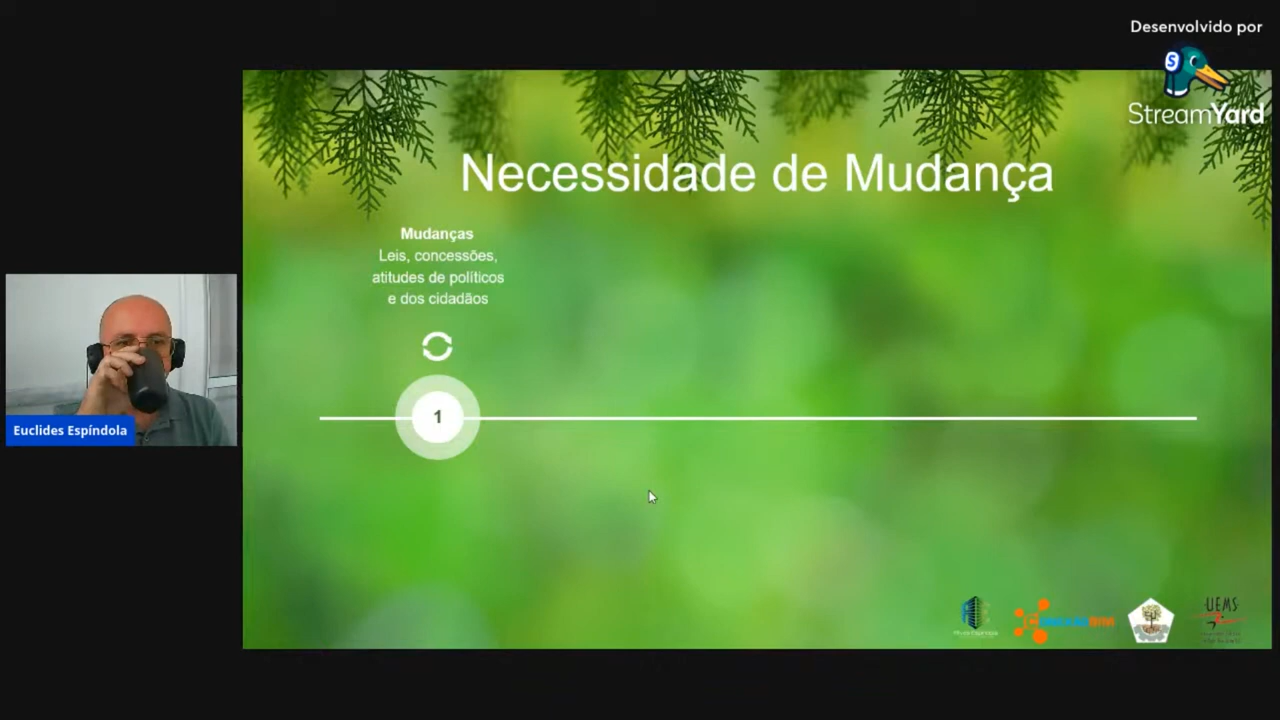 Desenvolvido por
StreamYard
Necessidade de Mudança
Mudanças
Leis, concessões,
atitudes de políticos
e dos cidadãos
1
Euclides Espíndola
UEMS